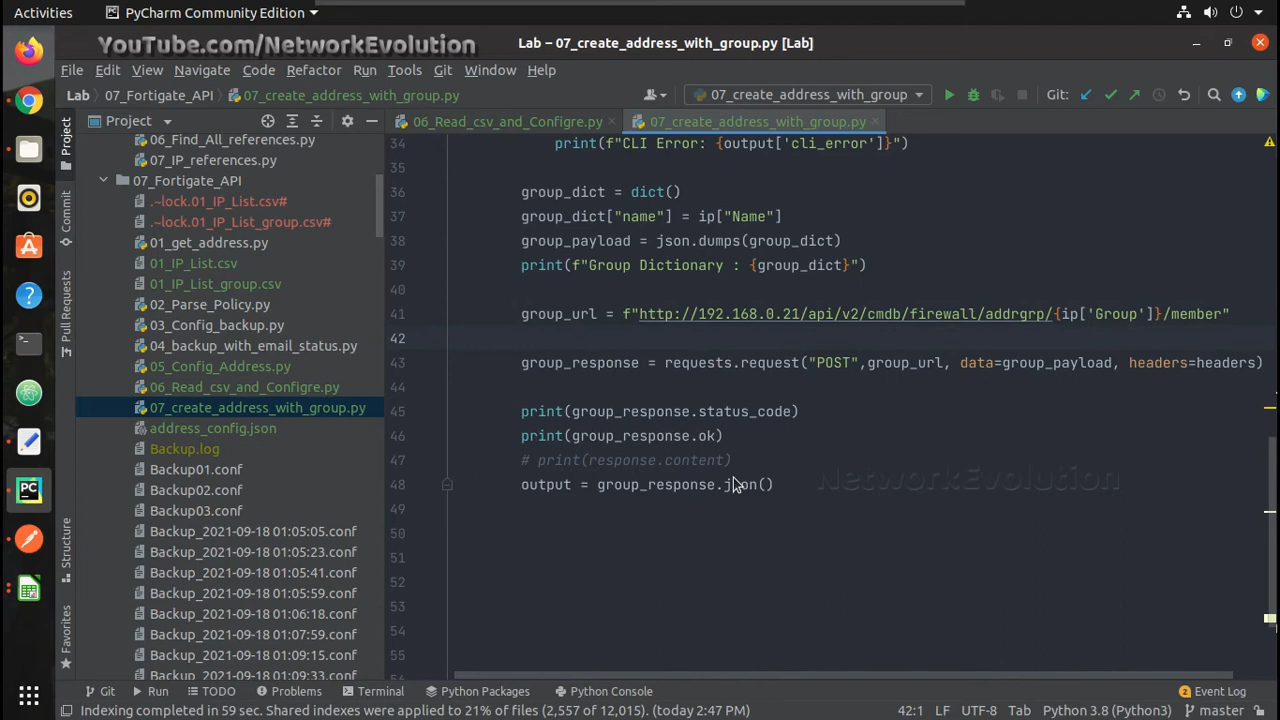 Activities
PyCharm Community Edition
YouTube.com/NetworkEvolution
Lab – 07_create_address_with_group.py [Lab]
File Edit View Navigate Code Refactor Run Tools Git Window Help
Lab 07_Fortigate_API 07_create_address_with_group.py
07_create_address_with_group
Git:
Project
06_Read_csv_and_Configre.py
07_create_address_with_group.py
Project
Commit
Pull Requests
Structure
Favorites
06_Find_All_references.py
07_IP_references.py
07_Fortigate_API
.~lock.01_IP_List.csv#
.~lock.01_IP_List_group.csv#
01_get_address.py
01_IP_List.csv
01_IP_List_group.csv
02_Parse_Policy.py
03_Config_backup.py
04_backup_with_email_status.py
05_Config_Address.py
06_Read_csv_and_Configre.py
07_create_address_with_group.py
address_config.json
Backup.log
Backup01.conf
Backup02.conf
Backup03.conf
Backup_2021-09-18 01:05:05.conf
Backup_2021-09-18 01:05:23.conf
Backup_2021-09-18 01:05:41.conf
Backup_2021-09-18 01:05:59.conf
Backup_2021-09-18 01:06:18.conf
Backup_2021-09-18 01:07:59.conf
Backup_2021-09-18 01:09:15.conf
Backup_2021-09-18 01:09:33.conf
34 print(f"CLI Error: {output['cli_error']}")
35
36 group_dict = dict()
37 group_dict["name"] = ip["Name"]
38 group_payload = json.dumps(group_dict)
39 print(f"Group Dictionary : {group_dict}")
40
41 group_url = f"http://192.168.0.21/api/v2/cmdb/firewall/addrgrp/{ip['Group']}/member"
42
43 group_response = requests.request("POST",group_url, data=group_payload, headers=headers)
44
45 print(group_response.status_code)
46 print(group_response.ok)
47 # print(response.content)
48 output = group_response.json()
49
50
51
52
53
54
55
NetworkEvolution
Git Run TODO Problems Terminal Python Packages Python Console
2 Event Log
Indexing completed in 59 sec. Shared indexes were applied to 21% of files (2,557 of 12,015). (today 2:47 PM)
42:1 LF UTF-8 Tab Python 3.8 (Python3) master